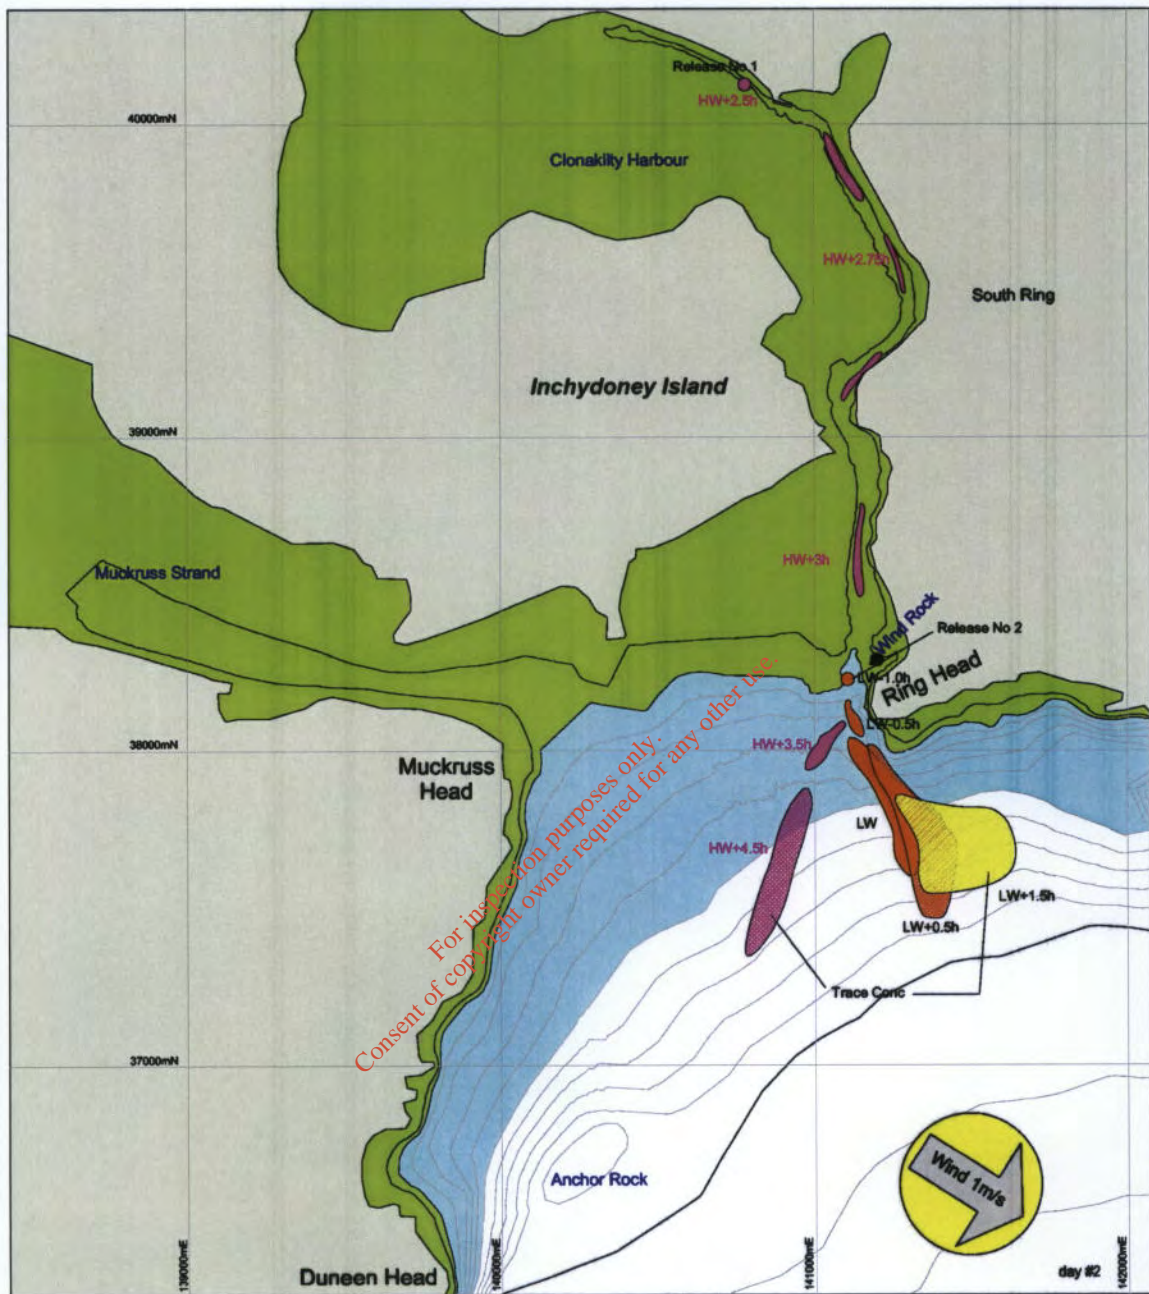 Release No 1
HW+2.5h
40000mN
Clonakilty Harbour
HW+2.75h
South Ring
Inchydoney Island
39000mN
HW+3h
Muckruss Strand
Wind Rock
Release No 2
LW-1.0h
Ring Head
LW-0.5h
HW+3.5h
38000mN
Muckruss
Head
LW
HW+4.5h
LW+1.5h
LW+0.5h
Trace Conc
For inspection purposes only.
Consent of copyright owner required for any other use.
37000mN
Wind 1m/s
Anchor Rock
139000mE
140000mE
141000mE
142000mE
Duneen Head
day #2